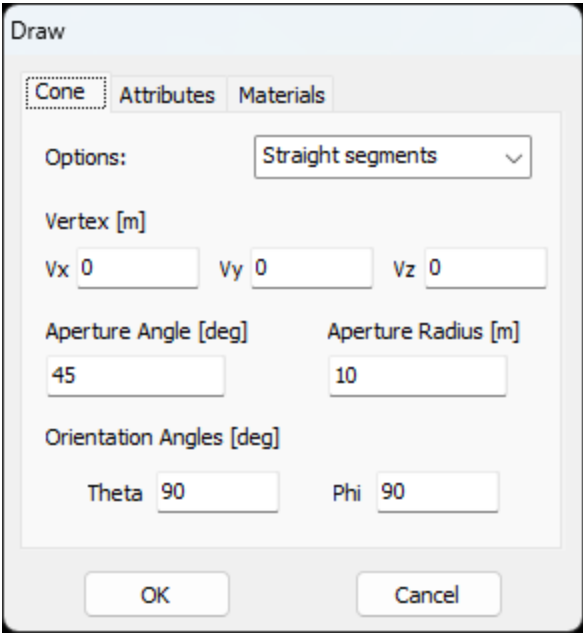 Draw
Cone Attributes Materials
Options: Straight segments
Vertex [m]
Vx 0 Vy 0 Vz 0
Aperture Angle [deg] Aperture Radius [m]
45 10
Orientation Angles [deg]
Theta 90 Phi 90
OK Cancel